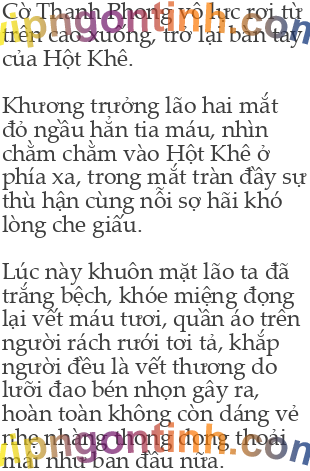 Cờ Thanh Phong vô lực rơi từ
trên cao xuống, trở lại bàn tay
của Hột Khê.
Khương trưởng lão hai mắt
đỏ ngầu hằn tia máu, nhìn
chằm chằm vào Hột Khê ở
phía xa, trong mắt tràn đầy sự
thù hận cùng nỗi sợ hãi khó
lòng che giấu.
Lúc này khuôn mặt lão ta đã
trắng bệch, khóe miệng đọng
lại vết máu tươi, quần áo trên
người rách rưới tơi tả, khắp
người đều là vết thương do
lưỡi đao bén nhọn gây ra,
hoàn toàn không còn dáng vẻ
nhẹ nhàng thong dong thoải
mái như ban đầu nữa.
vipngontinh.com
vipngontinh.com